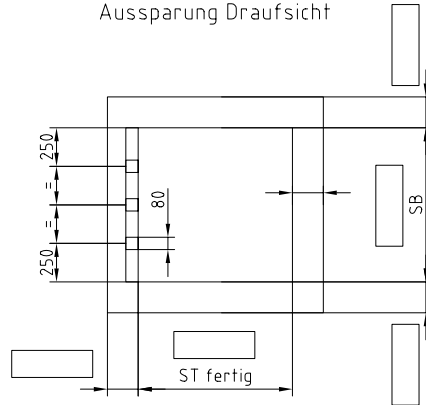 Aussparung Draufsicht
250
=
=
250
80
SB
ST fertig